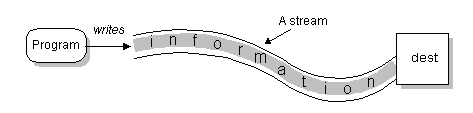 A stream
writes
Program
information
dest